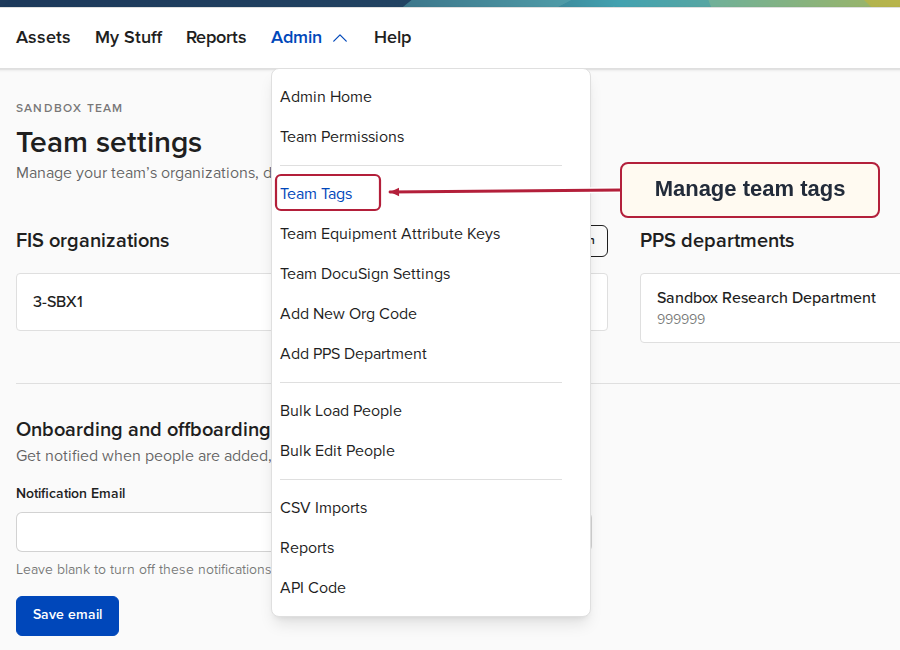 Assets My Stuff Reports Admin Help
SANDBOX TEAM
Team settings
Manage your team's organizations, d
FIS organizations
3-SBX1
Onboarding and offboarding
Get notified when people are added,
Notification Email
Leave blank to turn off these notifications
Save email
Admin Home
Team Permissions
Team Tags
Team Equipment Attribute Keys
Team DocuSign Settings
Add New Org Code
Add PPS Department
Bulk Load People
Bulk Edit People
CSV Imports
Reports
API Code
Manage team tags
PPS departments
Sandbox Research Department
999999